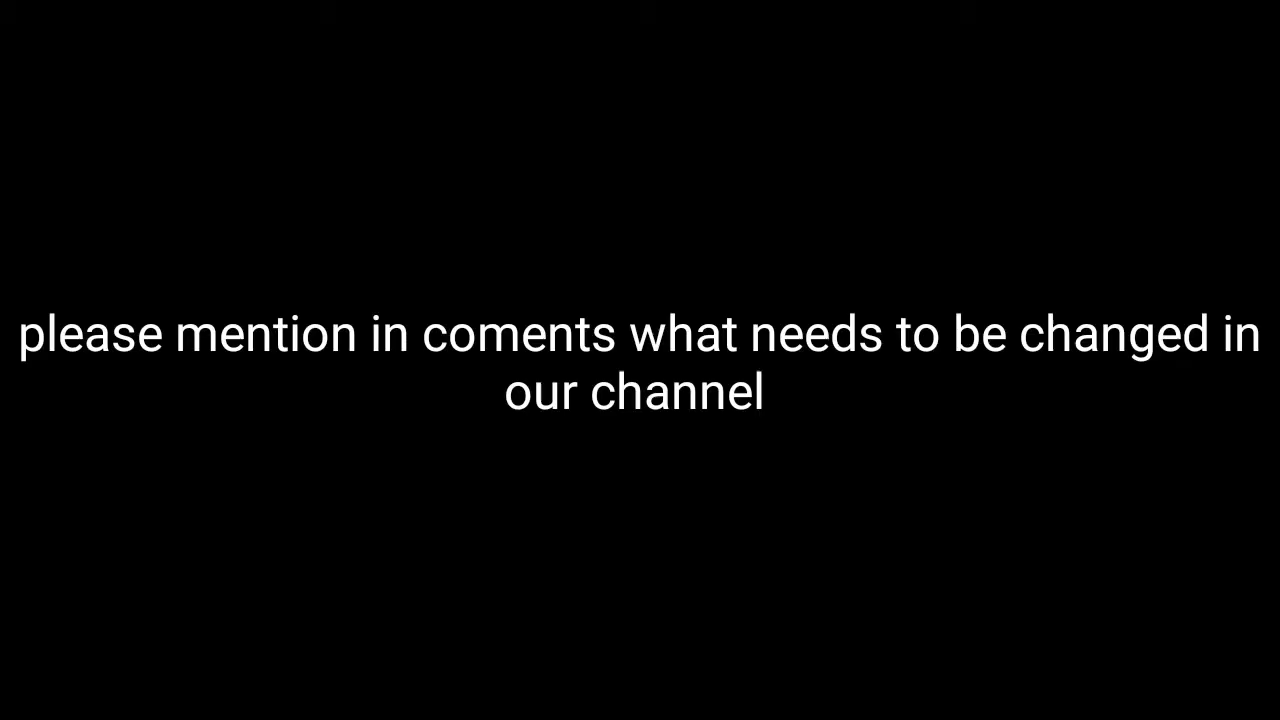 please mention in coments what needs to be changed in
our channel